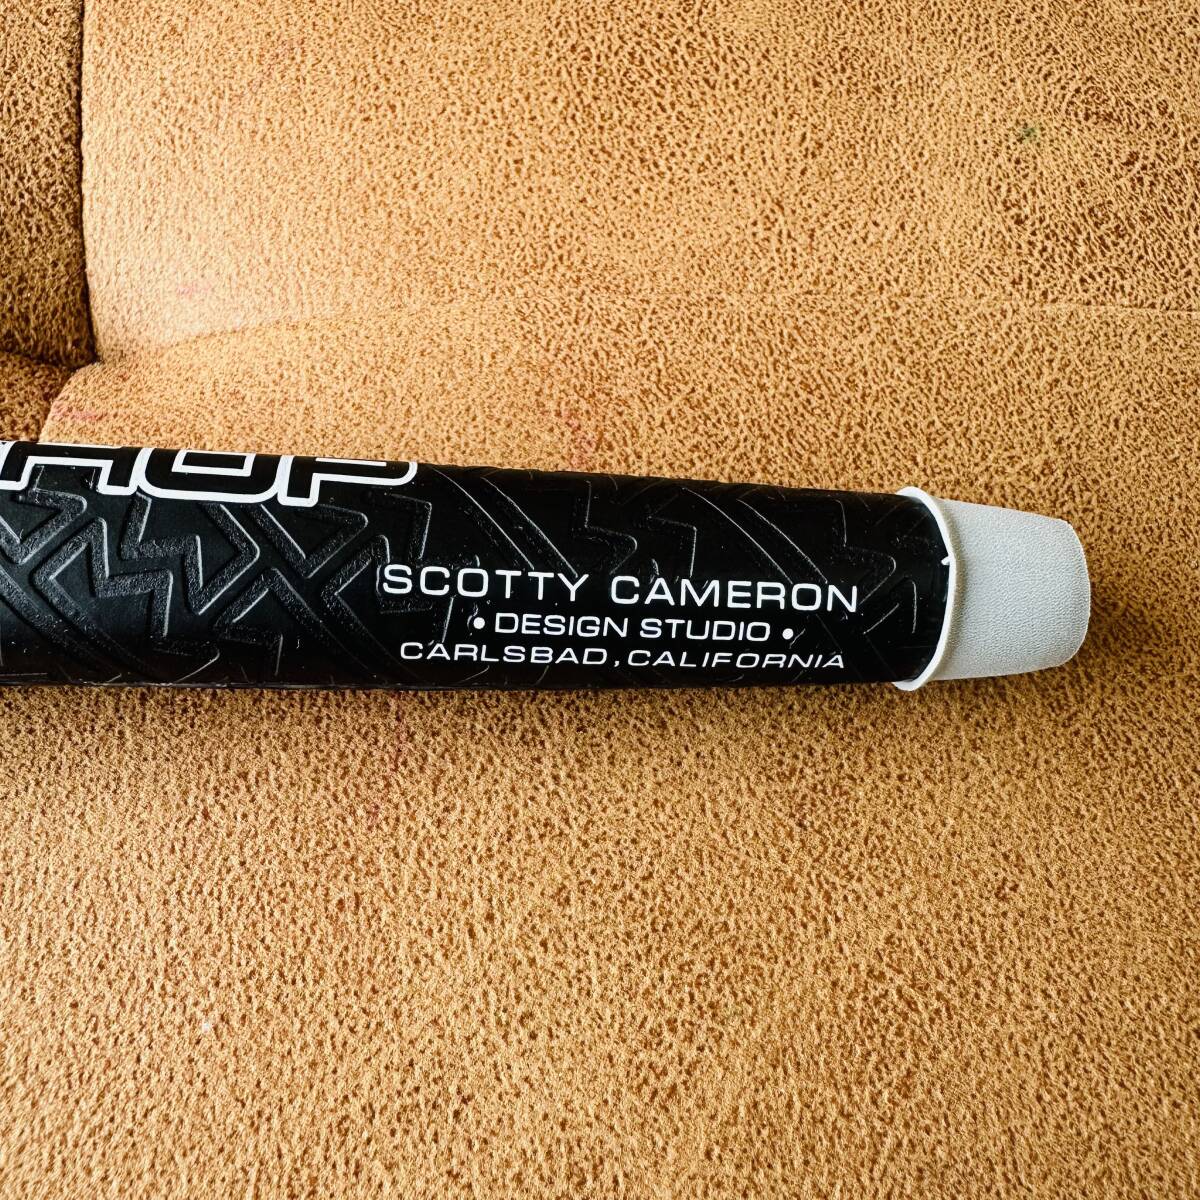 SCOTTY CAMERON
• DESIGN STUDIO •
CARLSBAD, CALIFORNIA